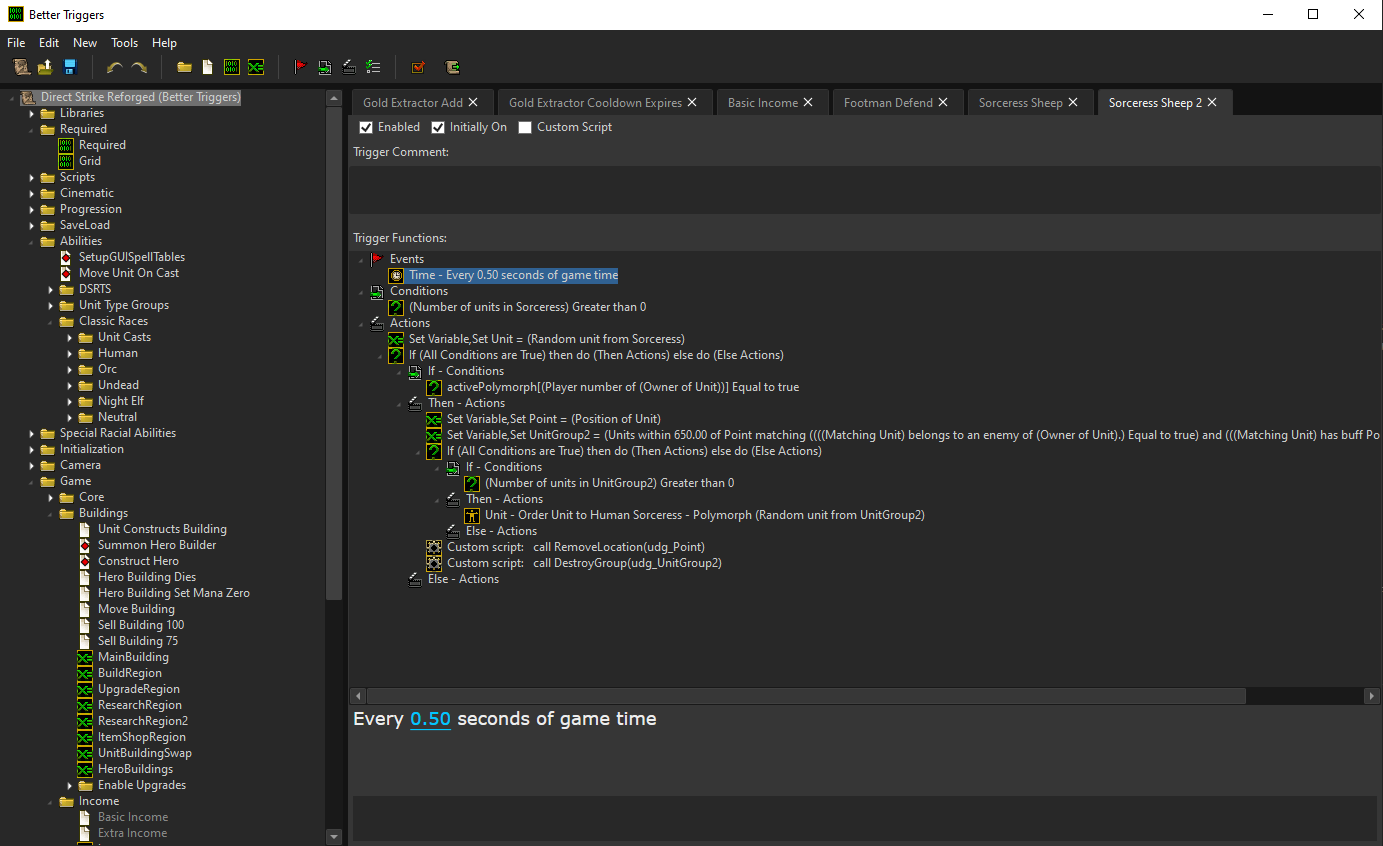 Better Triggers
File Edit New Tools Help
Direct Strike Reforged (Better Triggers)
Libraries
Required
Required
Grid
Scripts
Cinematic
Progression
SaveLoad
Abilities
SetupGUISpellTables
Move Unit On Cast
DSRTS
Unit Type Groups
Classic Races
Unit Casts
Human
Orc
Undead
Night Elf
Neutral
Special Racial Abilities
Initialization
Camera
Game
Core
Buildings
Unit Constructs Building
Summon Hero Builder
Construct Hero
Hero Building Dies
Hero Building Set Mana Zero
Move Building
Sell Building 100
Sell Building 75
MainBuilding
BuildRegion
UpgradeRegion
ResearchRegion
ResearchRegion2
ItemShopRegion
UnitBuildingSwap
HeroBuildings
Enable Upgrades
Income
Basic Income
Extra Income
Gold Extractor Add Gold Extractor Cooldown Expires Basic Income Footman Defend Sorceress Sheep Sorceress Sheep 2
Enabled Initially On Custom Script
Trigger Comment:
Trigger Functions:
Events
Time - Every 0.50 seconds of game time
Conditions
(Number of units in Sorceress) Greater than 0
Actions
Set Variable,Set Unit = (Random unit from Sorceress)
If (All Conditions are True) then do (Then Actions) else do (Else Actions)
If - Conditions
activePolymorph[(Player number of (Owner of Unit))] Equal to true
Then - Actions
Set Variable,Set Point = (Position of Unit)
Set Variable,Set UnitGroup2 = (Units within 650.00 of Point matching ((((Matching Unit) belongs to an enemy of (Owner of Unit).) Equal to true) and (((Matching Unit) has buff Po
If (All Conditions are True) then do (Then Actions) else do (Else Actions)
If - Conditions
(Number of units in UnitGroup2) Greater than 0
Then - Actions
Unit - Order Unit to Human Sorceress - Polymorph (Random unit from UnitGroup2)
Else - Actions
Custom script: call RemoveLocation(udg_Point)
Custom script: call DestroyGroup(udg_UnitGroup2)
Else - Actions
Every 0.50 seconds of game time